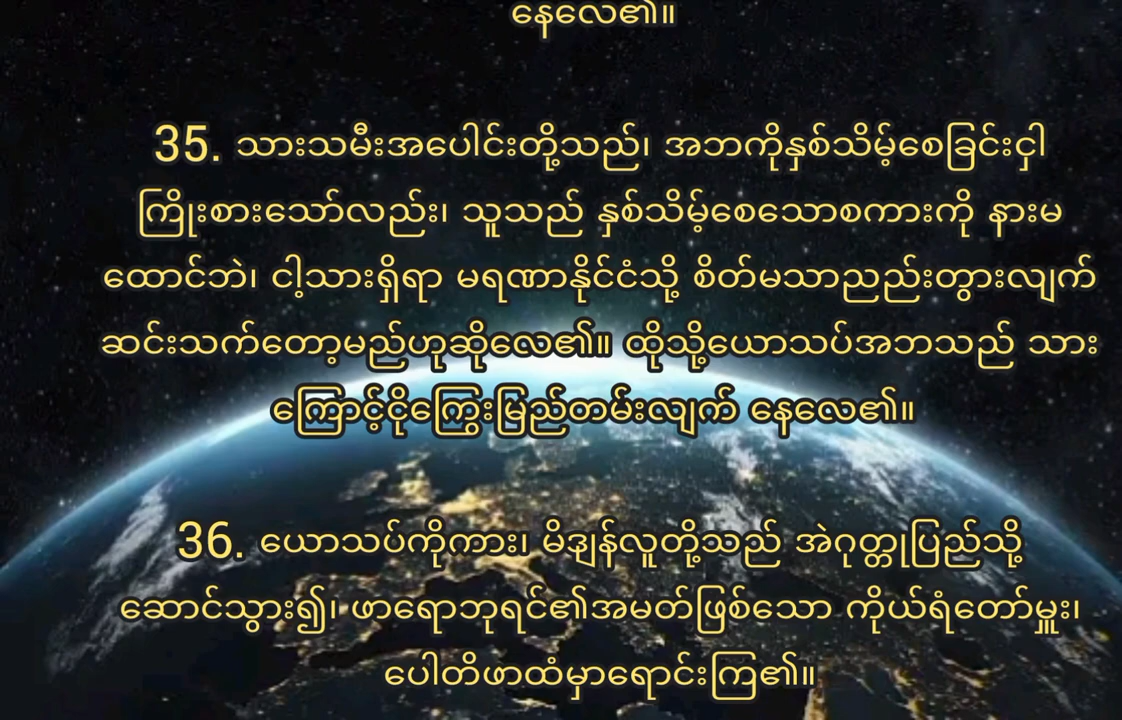 နေလေ၏။
35. သားသမီးအပေါင်းတို့သည်၊ အဘကိုနှစ်သိမ့်စေခြင်းငှါ
ကြိုးစားသော်လည်း၊ သူသည် နှစ်သိမ့်စေသောစကားကို နားမ
ထောင်ဘဲ၊ ငါ့သားရှိရာ မရဏာနိုင်ငံသို့ စိတ်မသာညည်းတွားလျက်
ဆင်းသက်တော့မည်ဟုဆိုလေ၏။ ထိုသို့ယောသပ်အဘသည် သား
ကြောင့်ငိုကြွေးမြည်တမ်းလျက် နေလေ၏။
36. ယောသပ်ကိုကား၊ မိဒျန်လူတို့သည် အဲဂုတ္တုပြည်သို့
ဆောင်သွား၍၊ ဖာရောဘုရင်၏အမတ်ဖြစ်သော ကိုယ်ရံတော်မှူး၊
ပေါတိဖာထံမှာရောင်းကြ၏။